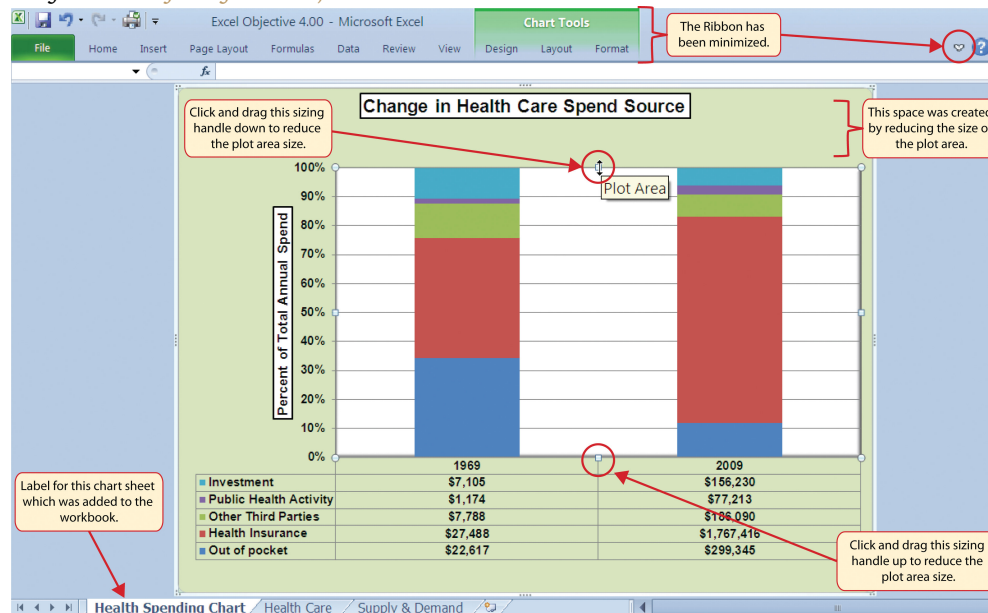 Excel Objective 4.00 - Microsoft Excel
Chart Tools
File Home Insert Page Layout Formulas Data Review View Design Layout Format
The Ribbon has
been minimized.
fx
Change in Health Care Spend Source
Click and drag this sizing
handle down to reduce
the plot area size.
This space was created
by reducing the size o
the plot area.
Plot Area
Percent of Total Annual Spend
100%
90%
80%
70%
60%
50%
40%
30%
20%
10%
0%
1969 2009
Investment $7,105 $156,230
Public Health Activity $1,174 $77,213
Other Third Parties $7,788 $186,090
Health Insurance $27,488 $1,767,416
Out of pocket $22,617 $299,345
Label for this chart sheet
which was added to the
workbook.
Click and drag this sizing
handle up to reduce the
plot area size.
Health Spending Chart Health Care Supply & Demand